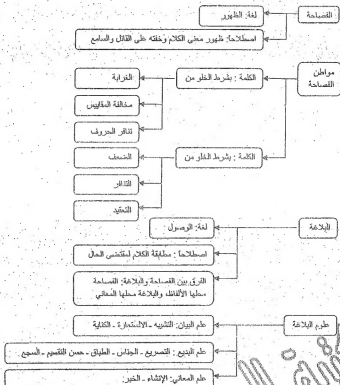 الفصاحة
لغة: الظهور
اصطلاحا: ظهور معنى الكلام وخفته على القائل والسامع
مواطن
الفصاحة
الكلمة : بشرط الخلو من
الغرابة
مخالفة المقاييس
تنافر الحروف
الكلمة : بشرط الخلو من
الضعف
التنافر
التعقيد
البلاغة
لغة: الوصول
اصطلاحاً : مطابقة الكلام لمقتضى الحال
الفرق بين الفصاحة والبلاغة: الفصاحة
محلها الألفاظ والبلاغة محلها المعاني
علوم البلاغة
علم البيان: التشبيه - الاستعارة - الكناية
علم البديع : التصريع - الجناس - الطباق - حسن التقسيم - السجع
علم المعاني: الإنشاء - الخبر.